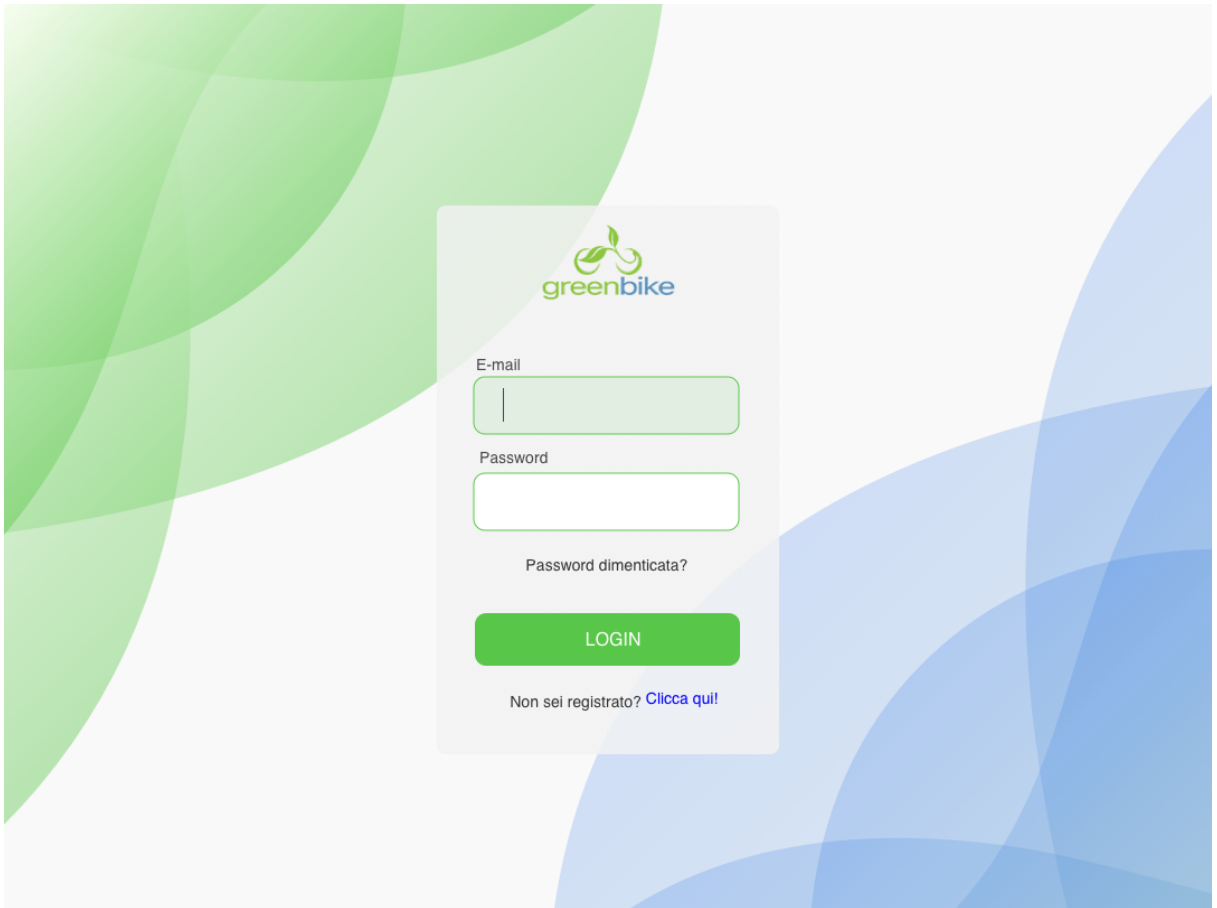 greenbike
E-mail
Password
Password dimenticata?
LOGIN
Non sei registrato? Clicca qui!